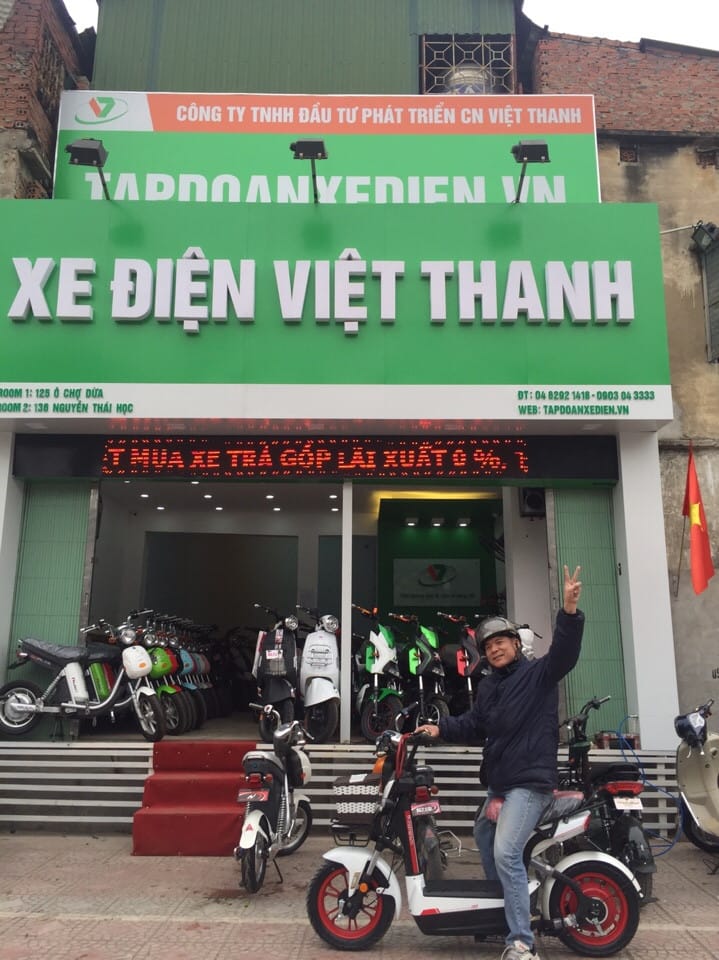 CÔNG TY TNHH ĐẦU TƯ PHÁT TRIỂN CN VIỆT THANH
TAPDOANXEDIEN.VN
XE ĐIỆN VIỆT THANH
ROOM 1: 125 Ô CHỢ DỪA
ROOM 2: 136 NGUYỄN THÁI HỌC
ĐT: 04 8292 1418 - 0903 04 3333
WEB: TAPDOANXEDIEN.VN
MUA XE TRẢ GÓP LÃI XUẤT 0 %.